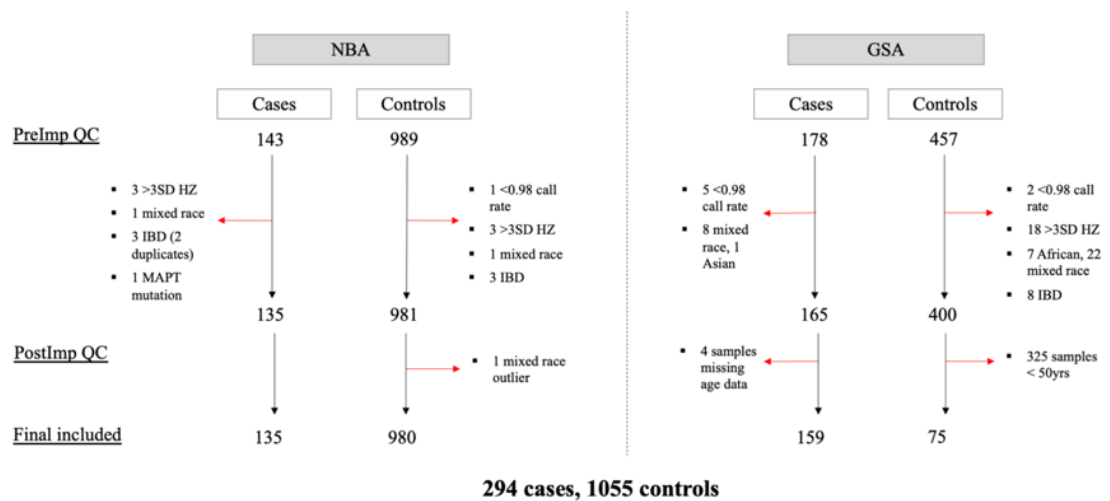 NBA
GSA
Cases
Controls
Cases
Controls
PreImp QC
143
989
178
457
▪ 3 >3SD HZ
▪ 1 mixed race
▪ 3 IBD (2
duplicates)
▪ 1 MAPT
mutation
▪ 1 <0.98 call
rate
▪ 3 >3SD HZ
▪ 1 mixed race
▪ 3 IBD
▪ 5 <0.98
call rate
▪ 8 mixed
race, 1
Asian
▪ 2 <0.98 call
rate
▪ 18 >3SD HZ
▪ 7 African, 22
mixed race
▪ 8 IBD
135
981
165
400
PostImp QC
▪ 1 mixed race
outlier
▪ 4 samples
missing
age data
▪ 325 samples
< 50yrs
Final included
135
980
159
75
294 cases, 1055 controls